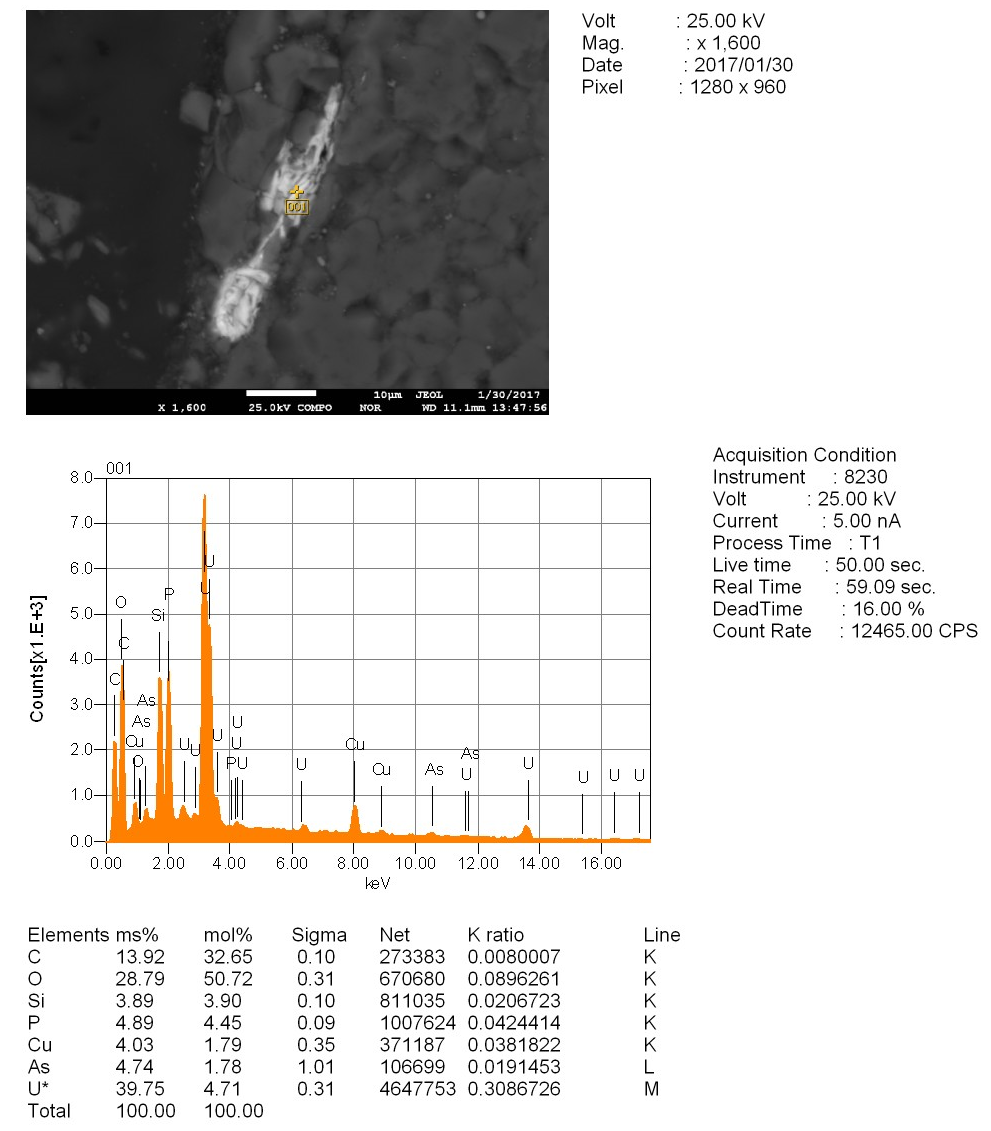 Volt : 25.00 kV
Mag. : x 1,600
Date : 2017/01/30
Pixel : 1280 x 960
001
10µm JEOL 1/30/2017
X 1,600 25.0kV COMPO NOR WD 11.1mm 13:47:56
Acquisition Condition
Instrument : 8230
Volt : 25.00 kV
Current : 5.00 nA
Process Time : T1
Live time : 50.00 sec.
Real Time : 59.09 sec.
DeadTime : 16.00 %
Count Rate : 12465.00 CPS
001
8.0
7.0
6.0
5.0
4.0
3.0
2.0
1.0
0.0
Counts[x1.E+3]
U
U
P
O
Si
C
C
As
As
U
U
U
Cu
U
U
P
U
U
Cu
Cu
As
As
U
U
U
U
U
0.00 2.00 4.00 6.00 8.00 10.00 12.00 14.00 16.00
keV
Elements ms% mol% Sigma Net K ratio Line
C 13.92 32.65 0.10 273383 0.0080007 K
O 28.79 50.72 0.31 670680 0.0896261 K
Si 3.89 3.90 0.10 811035 0.0206723 K
P 4.89 4.45 0.09 1007624 0.0424414 K
Cu 4.03 1.79 0.35 371187 0.0381822 K
As 4.74 1.78 1.01 106699 0.0191453 L
U* 39.75 4.71 0.31 4647753 0.3086726 M
Total 100.00 100.00